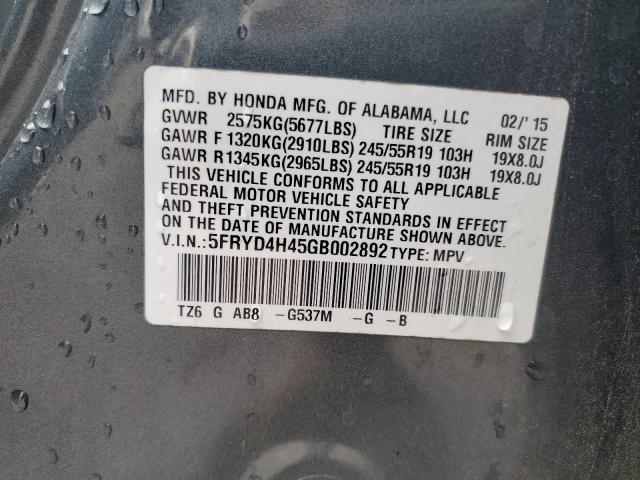 MFD. BY HONDA MFG. OF ALABAMA, LLC 02/'15
GVWR 2575KG(5677LBS) TIRE SIZE RIM SIZE
GAWR F 1320KG(2910LBS) 245/55R19 103H 19X8.0J
GAWR R1345KG(2965LBS) 245/55R19 103H 19X8.0J
THIS VEHICLE CONFORMS TO ALL APPLICABLE
FEDERAL MOTOR VEHICLE SAFETY
AND THEFT PREVENTION STANDARDS IN EFFECT
ON THE DATE OF MANUFACTURE SHOWN ABOVE.
V.I.N.:5FRYD4H45GB002892 TYPE: MPV
TZ6 G AB8 -G537M -G -B